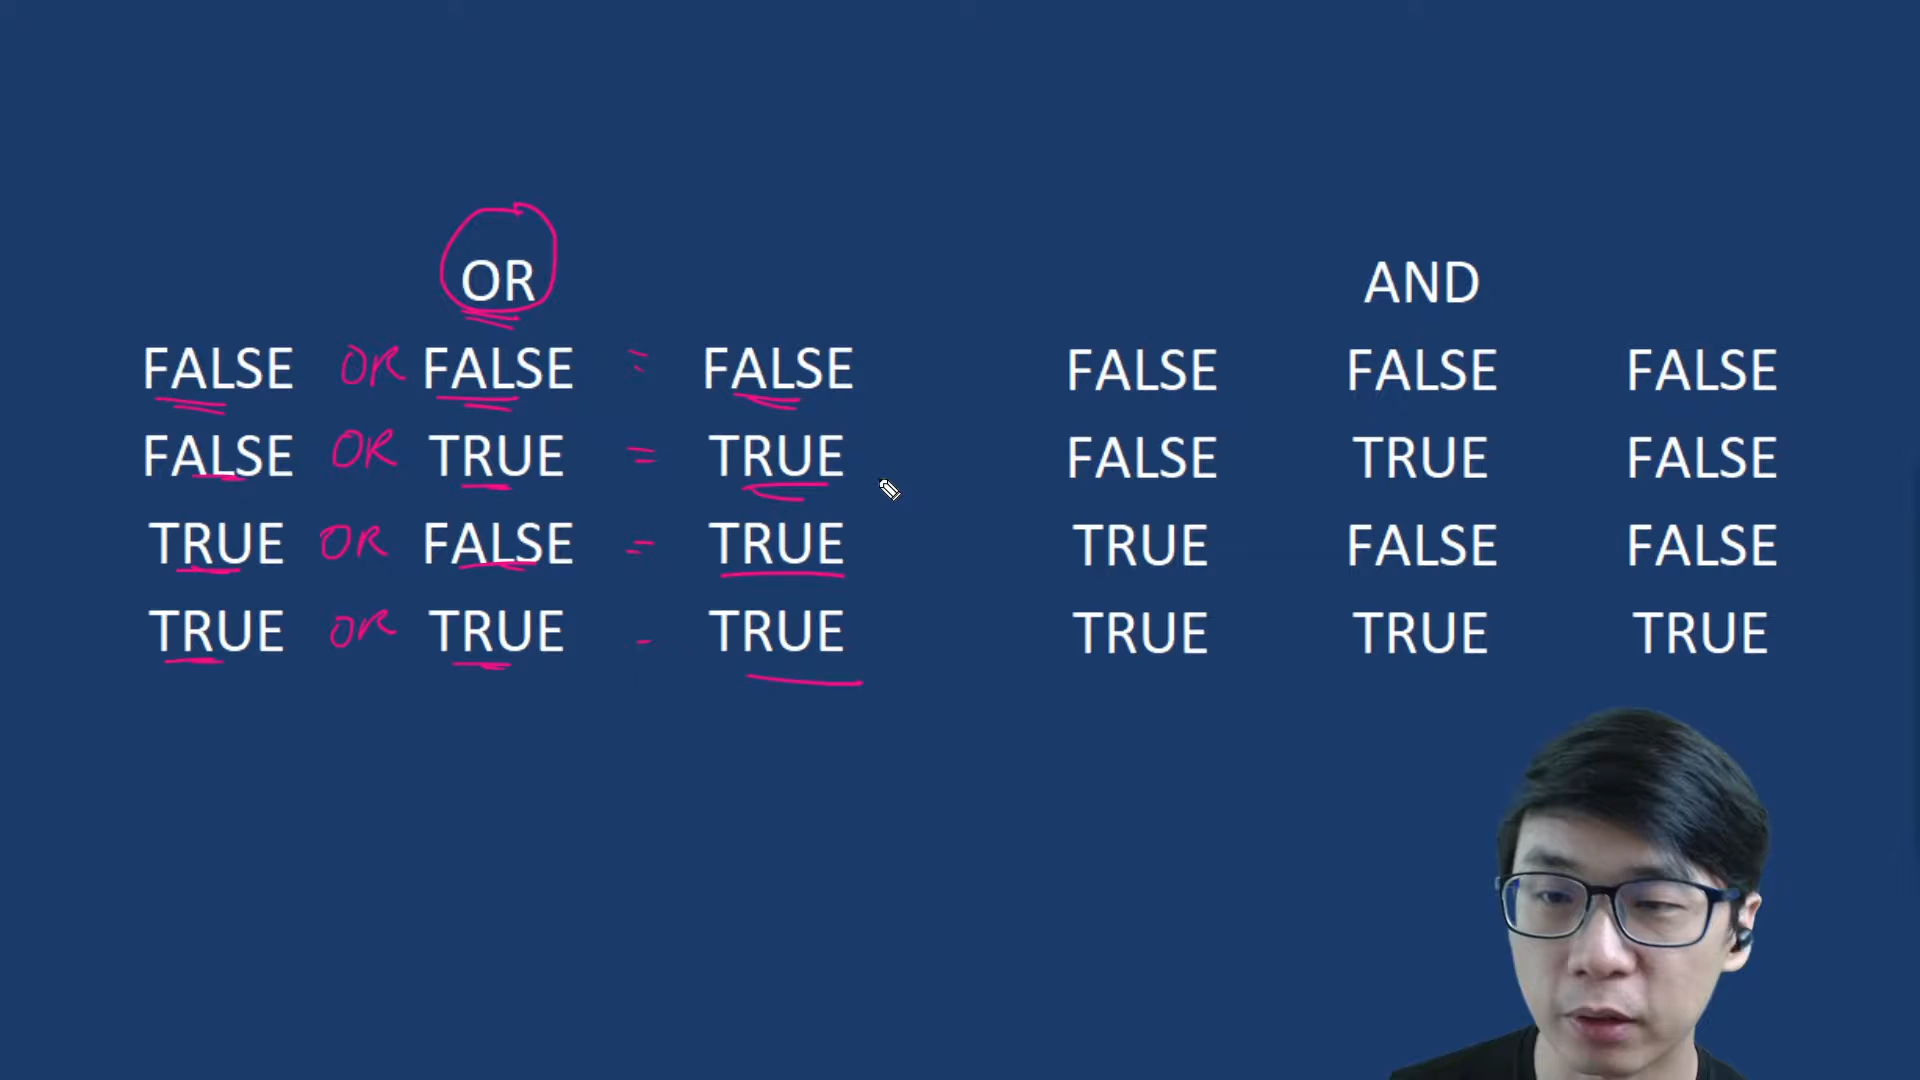 OR
FALSE OR FALSE = FALSE
FALSE OR TRUE = TRUE
TRUE OR FALSE = TRUE
TRUE OR TRUE - TRUE
AND
FALSE FALSE FALSE
FALSE TRUE FALSE
TRUE FALSE FALSE
TRUE TRUE TRUE